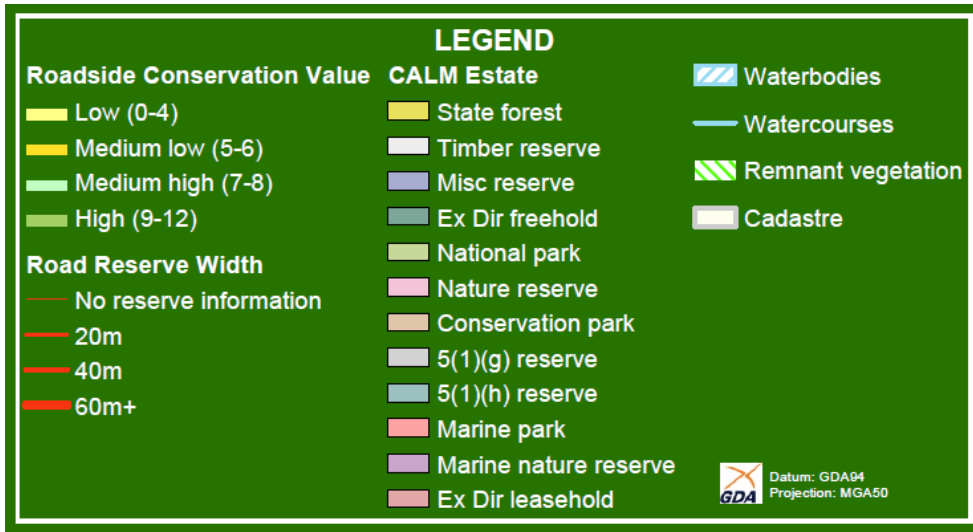 LEGEND
Roadside Conservation Value
Low (0-4)
Medium low (5-6)
Medium high (7-8)
High (9-12)
Road Reserve Width
No reserve information
20m
40m
60m+
CALM Estate
State forest
Timber reserve
Misc reserve
Ex Dir freehold
National park
Nature reserve
Conservation park
5(1)(g) reserve
5(1)(h) reserve
Marine park
Marine nature reserve
Ex Dir leasehold
Waterbodies
Watercourses
Remnant vegetation
Cadastre
GDA
Datum: GDA94
Projection: MGA50